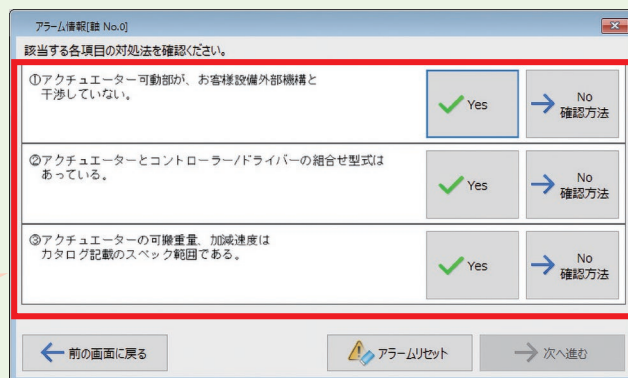 アラーム情報[軸 No.0]
該当する各項目の対処法を確認ください。
①アクチュエーター可動部が、お客様設備外部機構と
干渉していない。
Yes
No
確認方法
②アクチュエーターとコントローラー/ドライバーの組合せ型式は
あっている。
Yes
No
確認方法
③アクチュエーターの可搬重量、加減速度は
カタログ記載のスペック範囲である。
Yes
No
確認方法
前の画面に戻る
アラームリセット
次へ進む